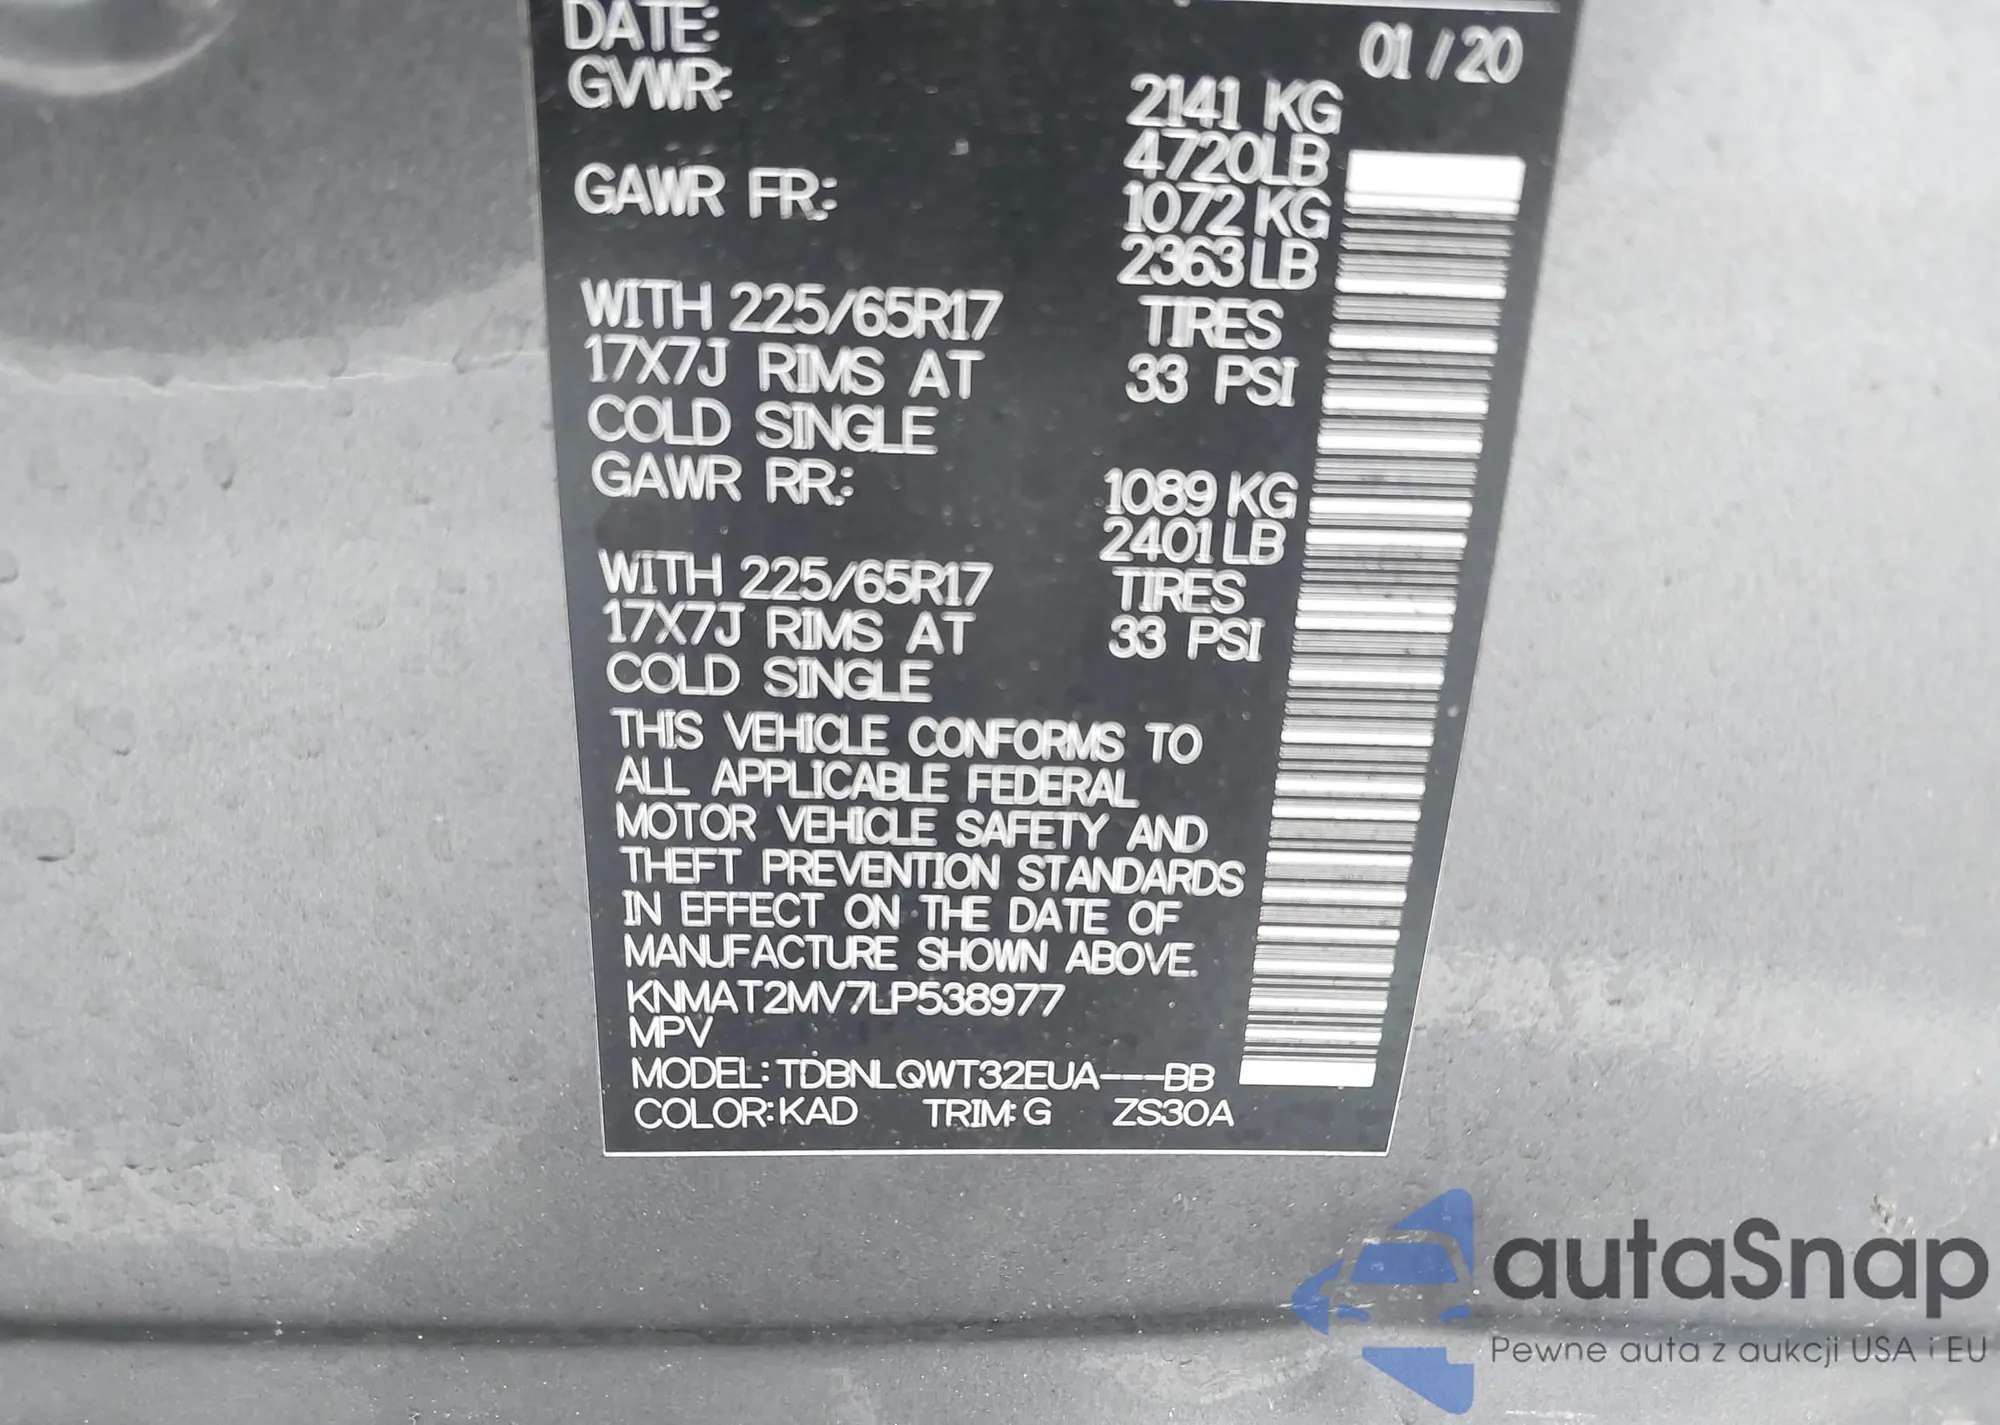 DATE: 01 / 20
GVWR: 2141 KG
4720LB
GAWR FR: 1072 KG
2363 LB
WITH 225/65R17 TIRES
17X7J RIMS AT 33 PSI
COLD SINGLE
GAWR RR: 1089 KG
2401 LB
WITH 225/65R17 TIRES
17X7J RIMS AT 33 PSI
COLD SINGLE
THIS VEHICLE CONFORMS TO
ALL APPLICABLE FEDERAL
MOTOR VEHICLE SAFETY AND
THEFT PREVENTION STANDARDS
IN EFFECT ON THE DATE OF
MANUFACTURE SHOWN ABOVE.
KNMAT2MV7LP538977
MPV
MODEL: TDBNLQWT32EUA---BB
COLOR: KAD TRIM: G ZS30A
autaSnap
Pewne auta z aukcji USA i EU